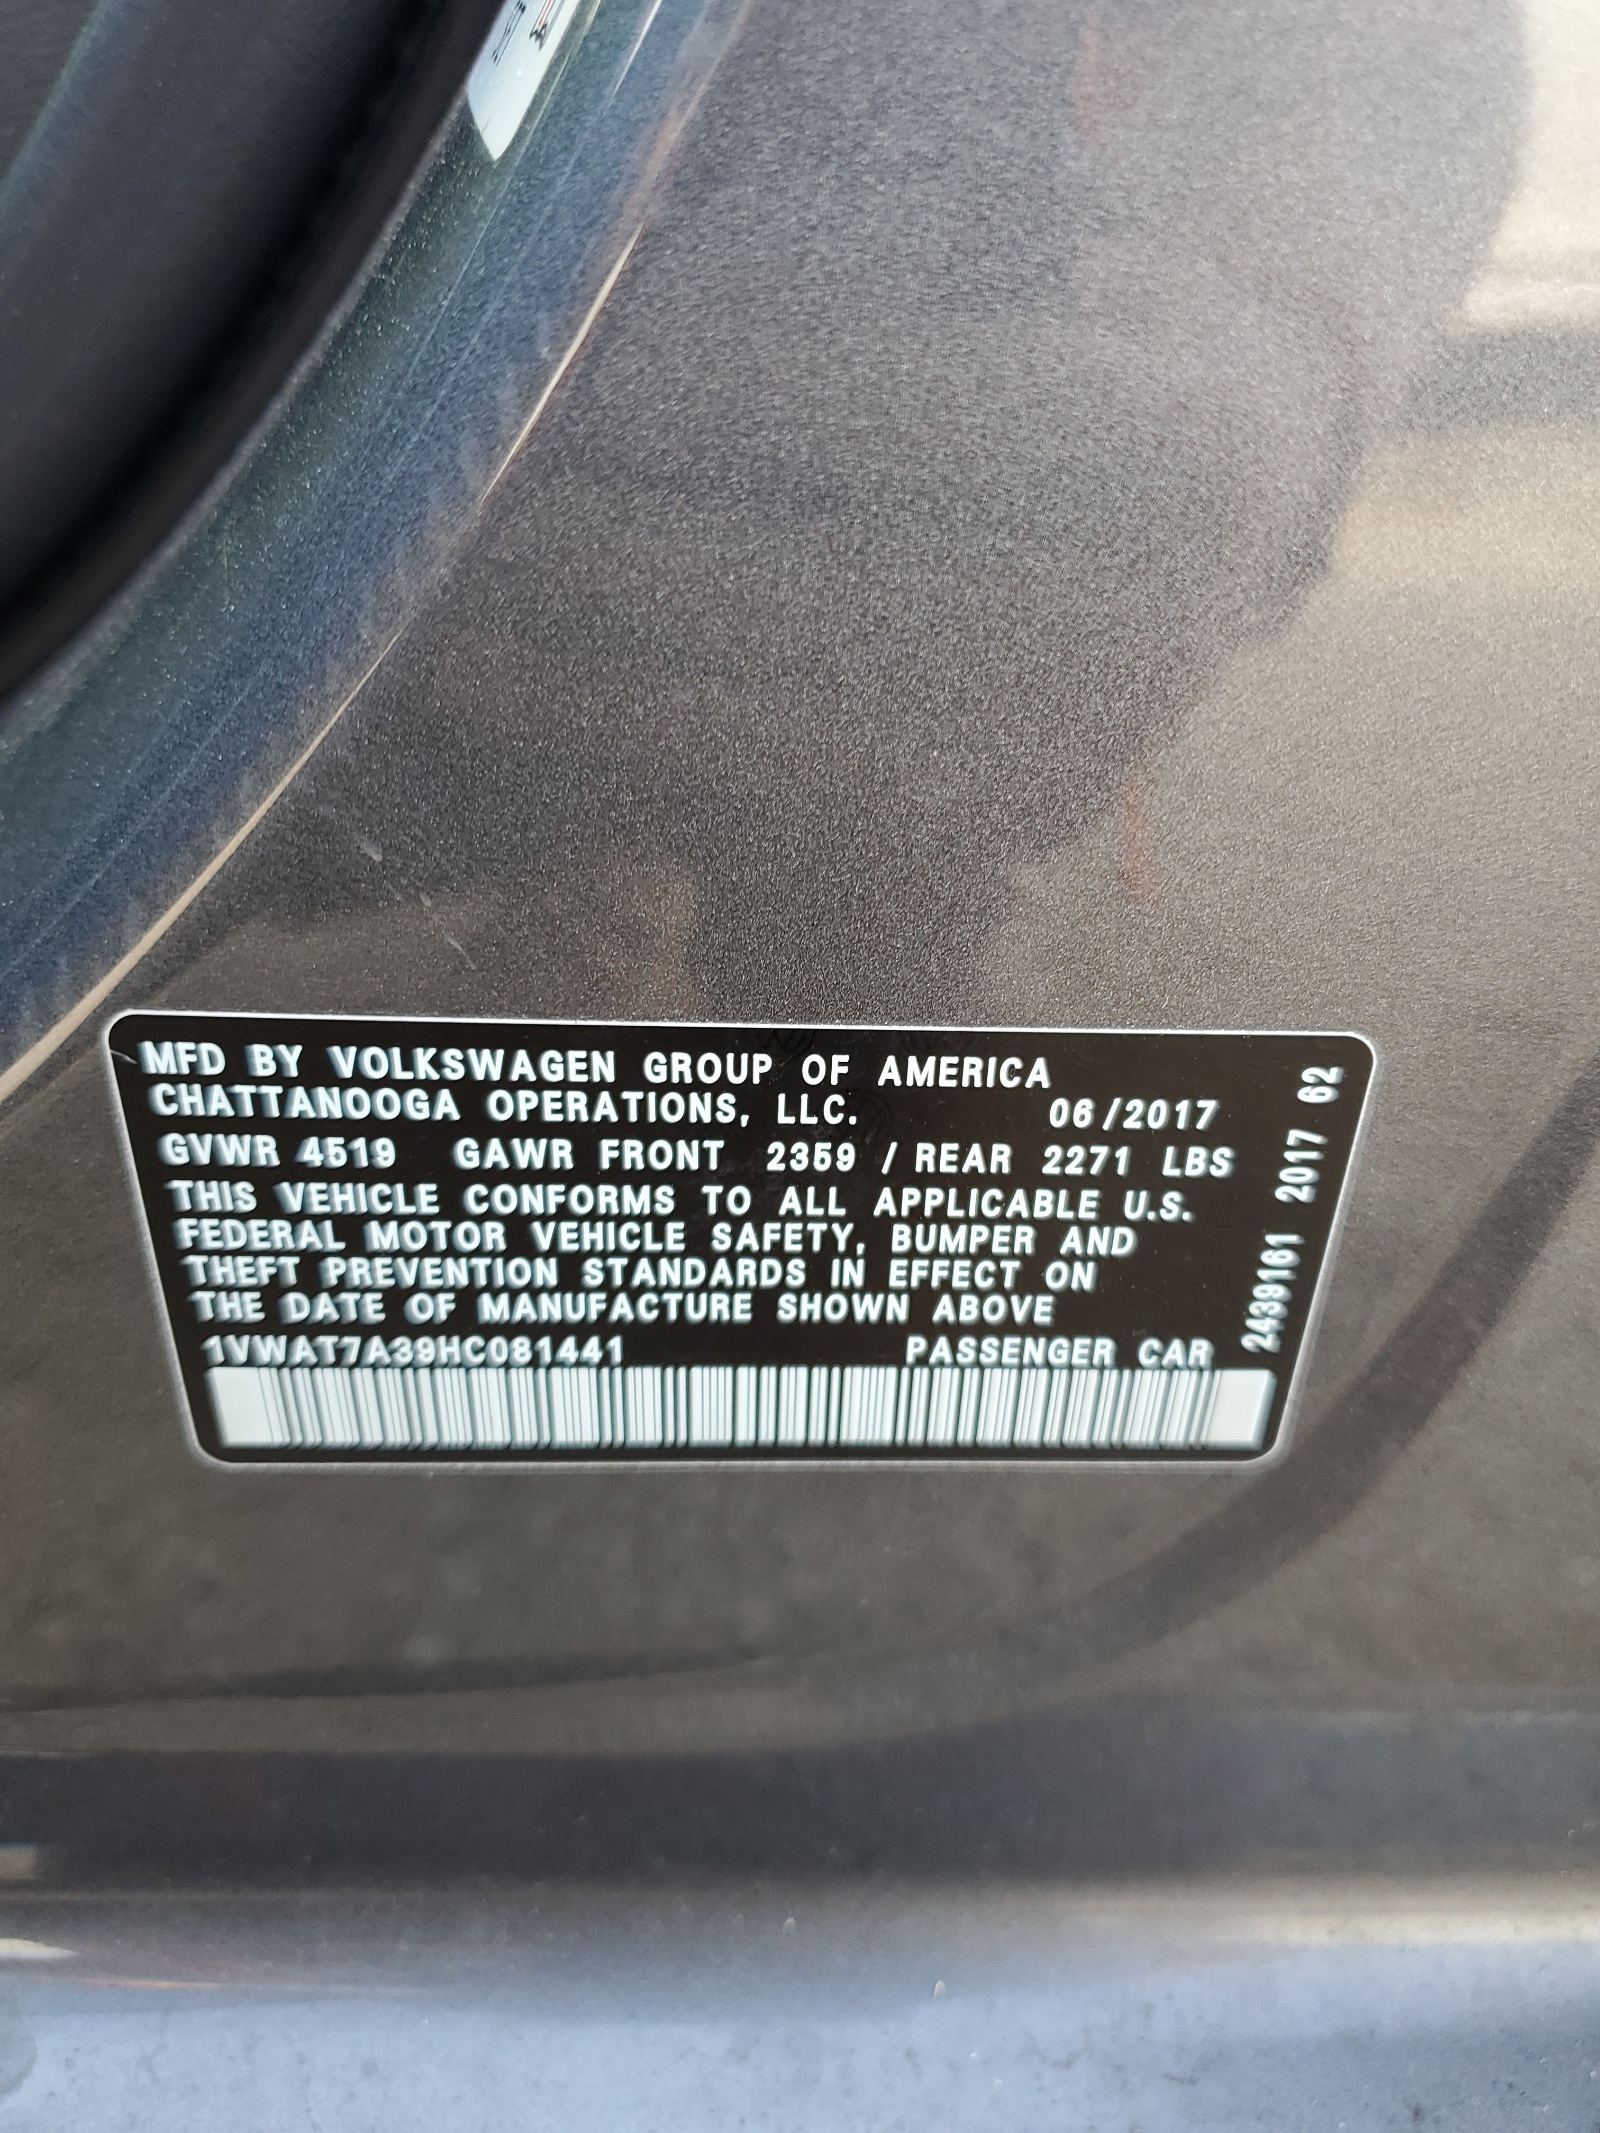 MFD BY VOLKSWAGEN GROUP OF AMERICA
CHATTANOOGA OPERATIONS, LLC. 06/2017
GVWR 4519 GAWR FRONT 2359 / REAR 2271 LBS
THIS VEHICLE CONFORMS TO ALL APPLICABLE U.S.
FEDERAL MOTOR VEHICLE SAFETY, BUMPER AND
THEFT PREVENTION STANDARDS IN EFFECT ON
THE DATE OF MANUFACTURE SHOWN ABOVE
1VWAT7A39HC081441 PASSENGER CAR
2439161 2017 62